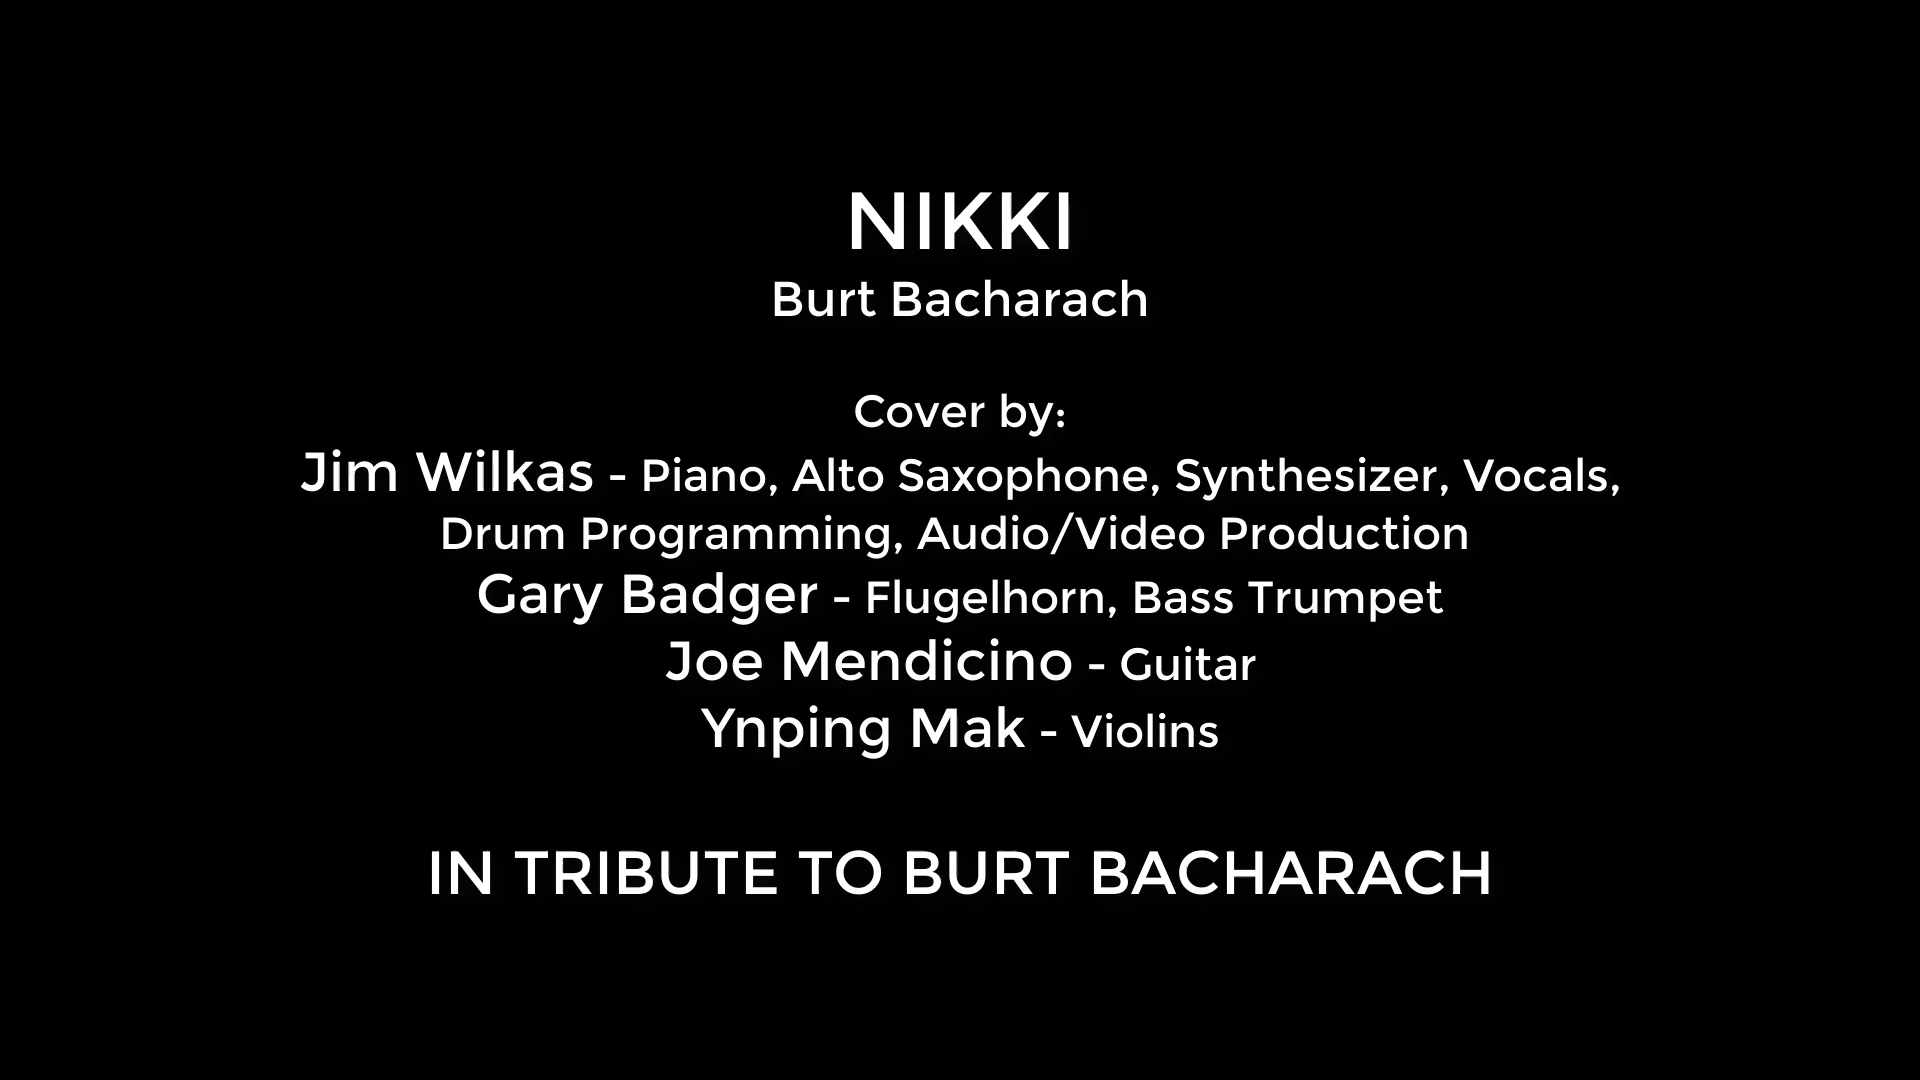 NIKKI
Burt Bacharach
Cover by:
Jim Wilkas - Piano, Alto Saxophone, Synthesizer, Vocals,
Drum Programming, Audio/Video Production
Gary Badger - Flugelhorn, Bass Trumpet
Joe Mendicino - Guitar
Ynping Mak - Violins
IN TRIBUTE TO BURT BACHARACH